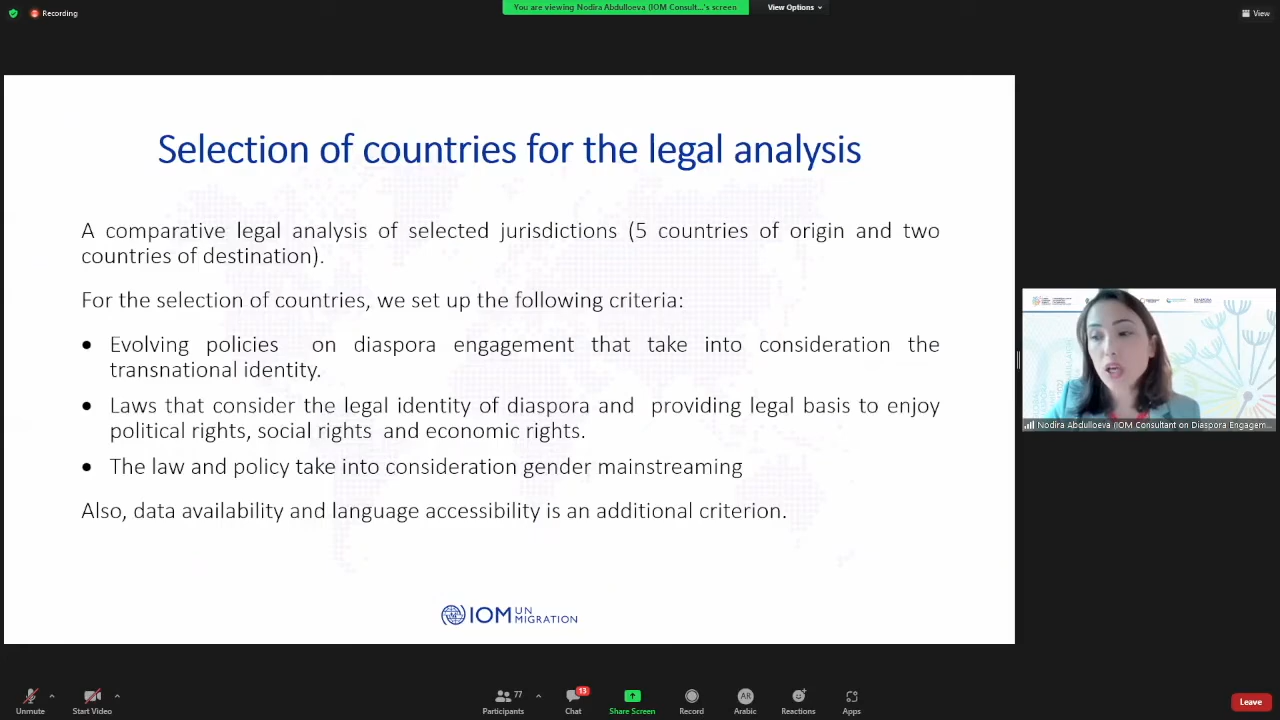 Recording
You are viewing Nodira Abdulloeva (IOM Consult...'s screen
View Options
View
Selection of countries for the legal analysis
A comparative legal analysis of selected jurisdictions (5 countries of origin and two
countries of destination).
For the selection of countries, we set up the following criteria:
• Evolving policies on diaspora engagement that take into consideration the
transnational identity.
• Laws that consider the legal identity of diaspora and providing legal basis to enjoy
political rights, social rights and economic rights.
• The law and policy take into consideration gender mainstreaming
Also, data availability and language accessibility is an additional criterion.
IOM UN
MIGRATION
Nodira Abdulloeva (IOM Consultant on Diaspora Engagem...
77
13
AR
Unmute
Start Video
Participants
Chat
Share Screen
Record
Arabic
Reactions
Apps
Leave